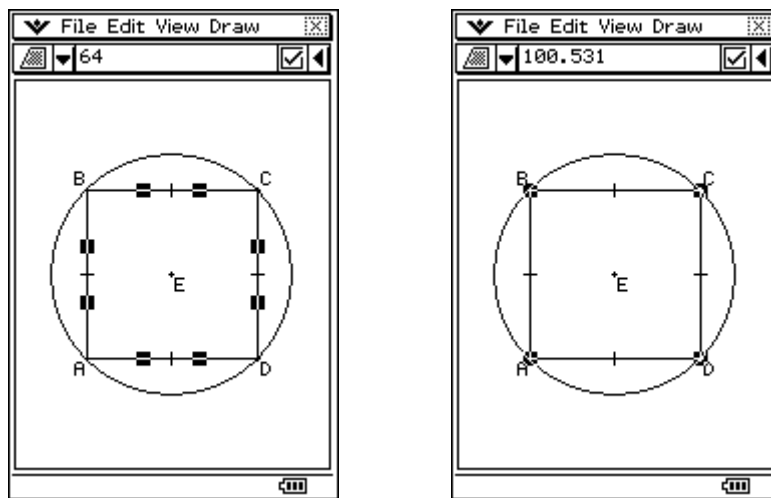 File Edit View Draw
64
B C
E
A D
File Edit View Draw
100.531
B C
E
A D